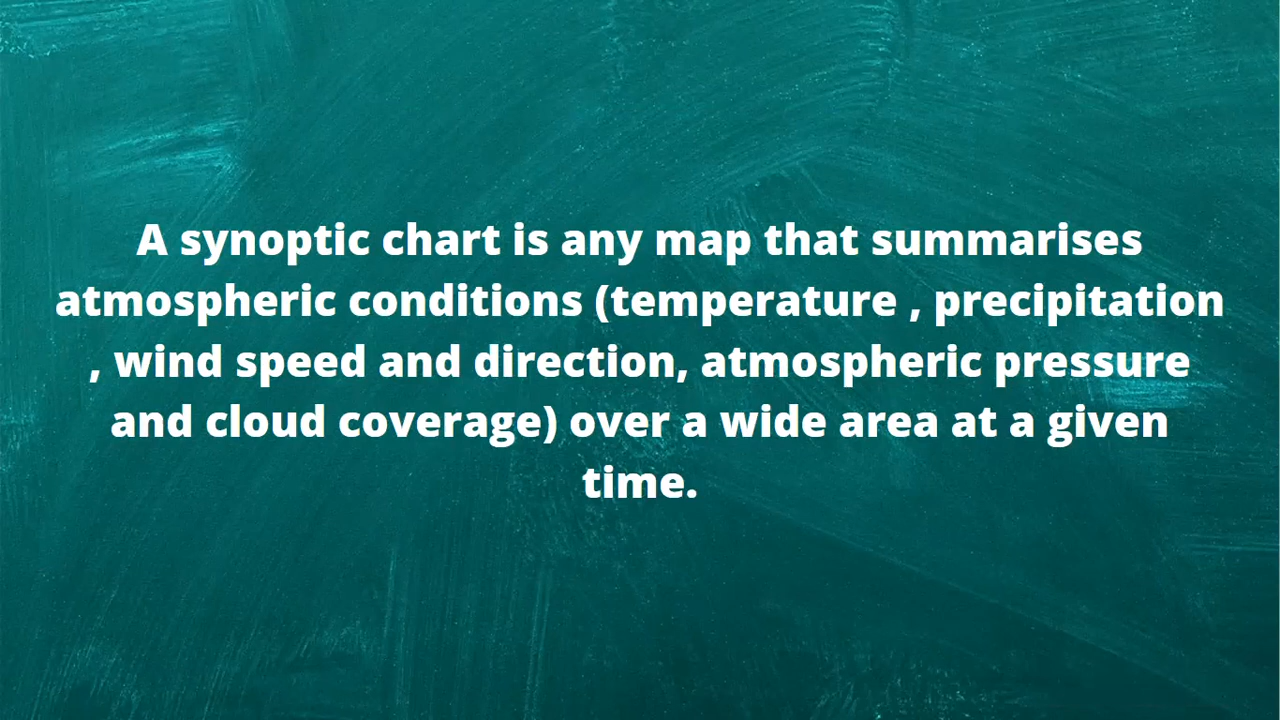 A synoptic chart is any map that summarises
atmospheric conditions (temperature , precipitation
, wind speed and direction, atmospheric pressure
and cloud coverage) over a wide area at a given
time.